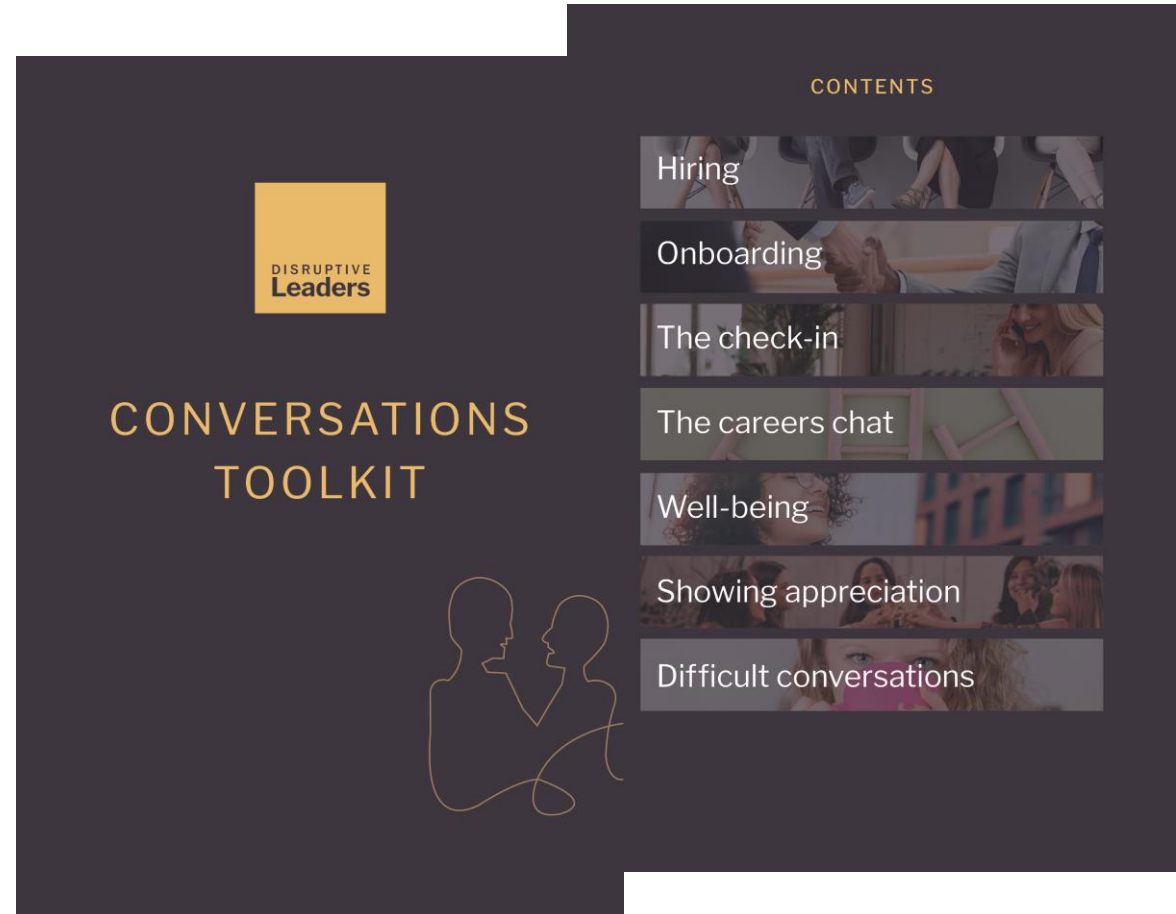 DISRUPTIVE
Leaders
CONVERSATIONS
TOOLKIT
CONTENTS
Hiring
Onboarding
The check-in
The careers chat
Well-being
Showing appreciation
Difficult conversations